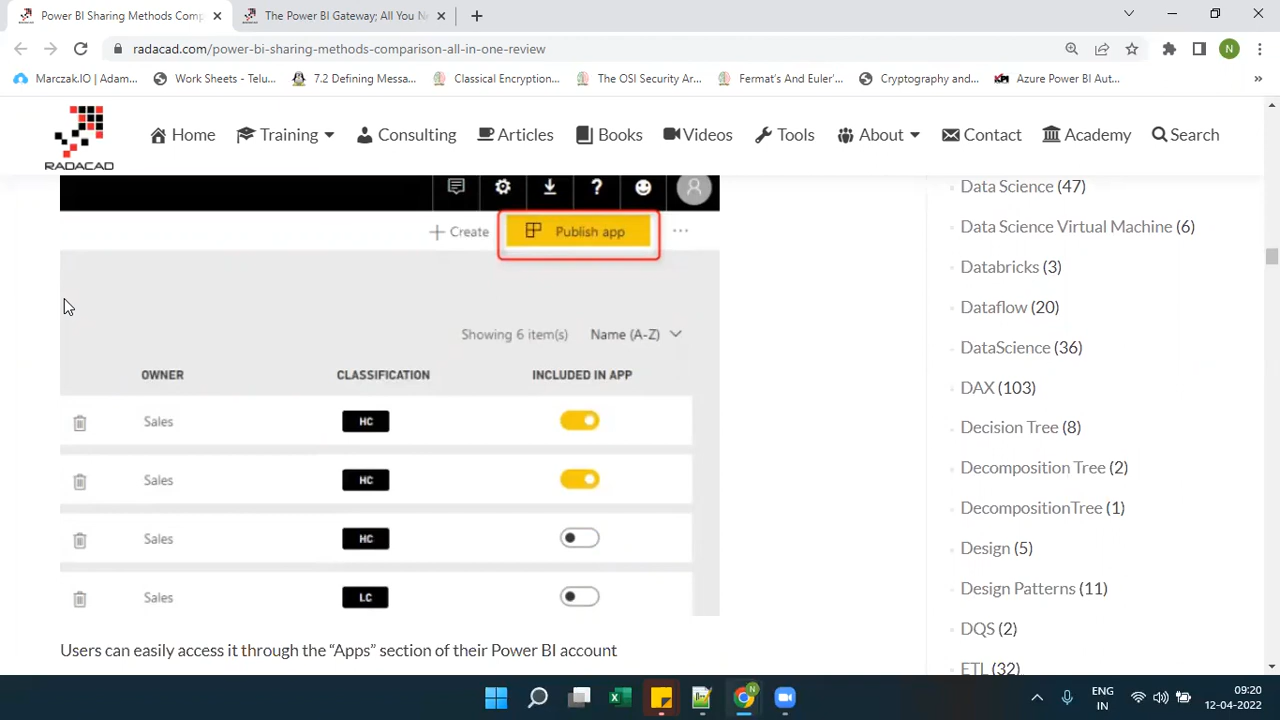 Power BI Sharing Methods Comp
The Power BI Gateway; All You N
radacad.com/power-bi-sharing-methods-comparison-all-in-one-review
N
Marczak.IO | Adam...
Work Sheets - Telu...
7.2 Defining Messa...
Classical Encryption...
The OSI Security Ar...
Fermat's And Euler'...
Cryptography and...
Azure Power BI Aut...
»
RADACAD
Home
Training
Consulting
Articles
Books
Videos
Tools
About
Contact
Academy
Search
+ Create
Publish app
...
Showing 6 item(s)
Name (A-Z)
OWNER
CLASSIFICATION
INCLUDED IN APP
Sales
HC
Sales
HC
Sales
HC
Sales
LC
Users can easily access it through the “Apps” section of their Power BI account
Data Science (47)
Data Science Virtual Machine (6)
Databricks (3)
Dataflow (20)
DataScience (36)
DAX (103)
Decision Tree (8)
Decomposition Tree (2)
DecompositionTree (1)
Design (5)
Design Patterns (11)
DQS (2)
ETL (32)
ENG
IN
09:20
12-04-2022